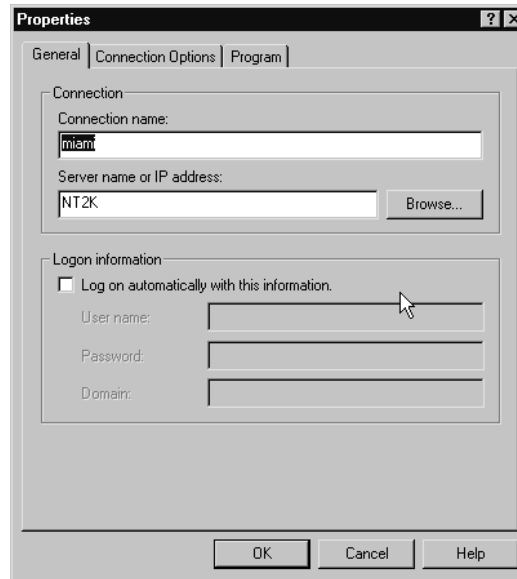 Properties
General Connection Options Program
Connection
Connection name:
miami
Server name or IP address:
NT2K Browse...
Logon information
Log on automatically with this information.
User name:
Password:
Domain:
OK Cancel Help